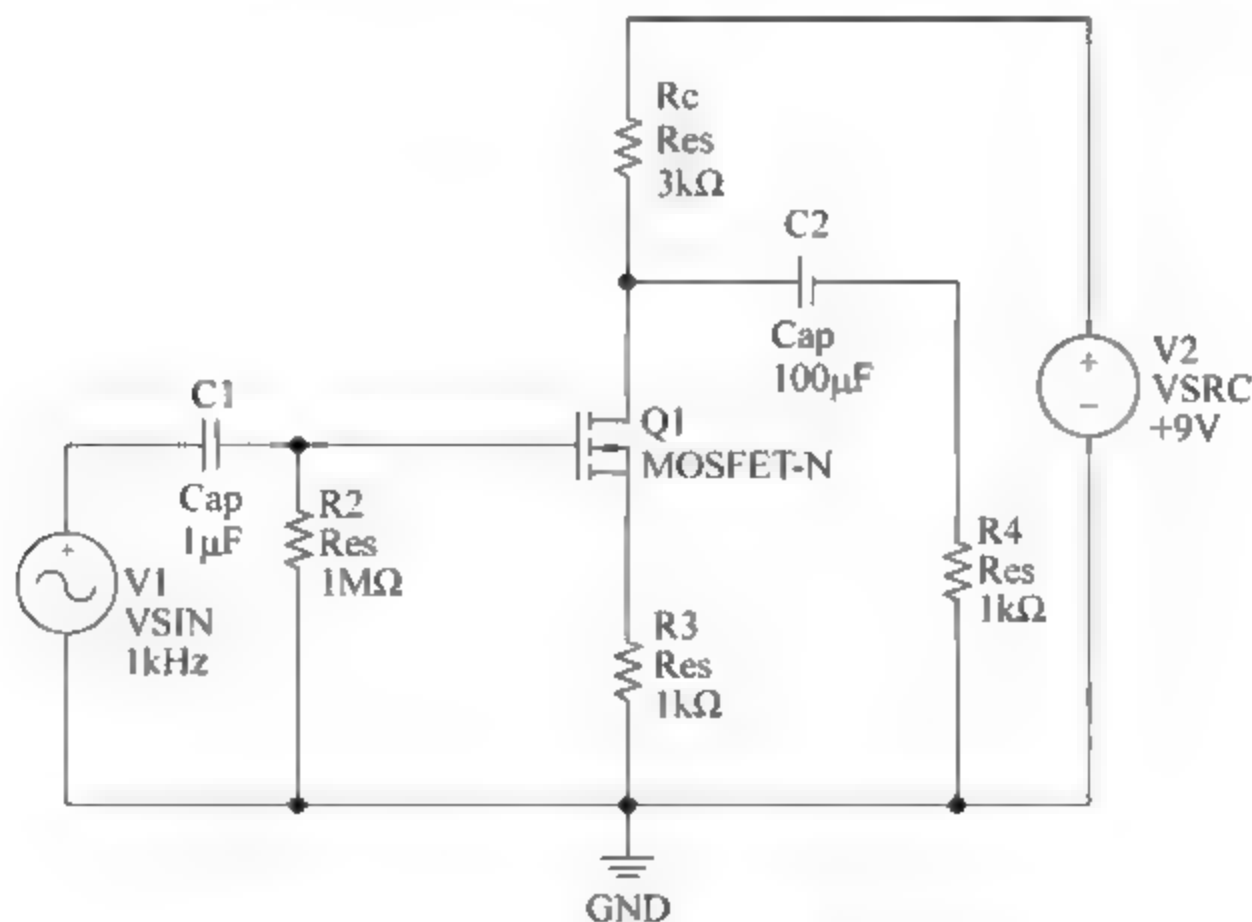 Rc
Res
3kΩ
C2
Cap
100μF
V2
VSRC
+9V
C1
Cap
1μF
Q1
MOSFET-N
R2
Res
1MΩ
V1
VSIN
1kHz
R4
Res
1kΩ
R3
Res
1kΩ
GND